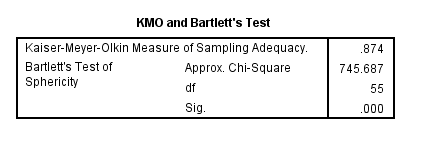 KMO and Bartlett's Test
Kaiser-Meyer-Olkin Measure of Sampling Adequacy. .874
Bartlett's Test of Sphericity Approx. Chi-Square 745.687
df 55
Sig. .000